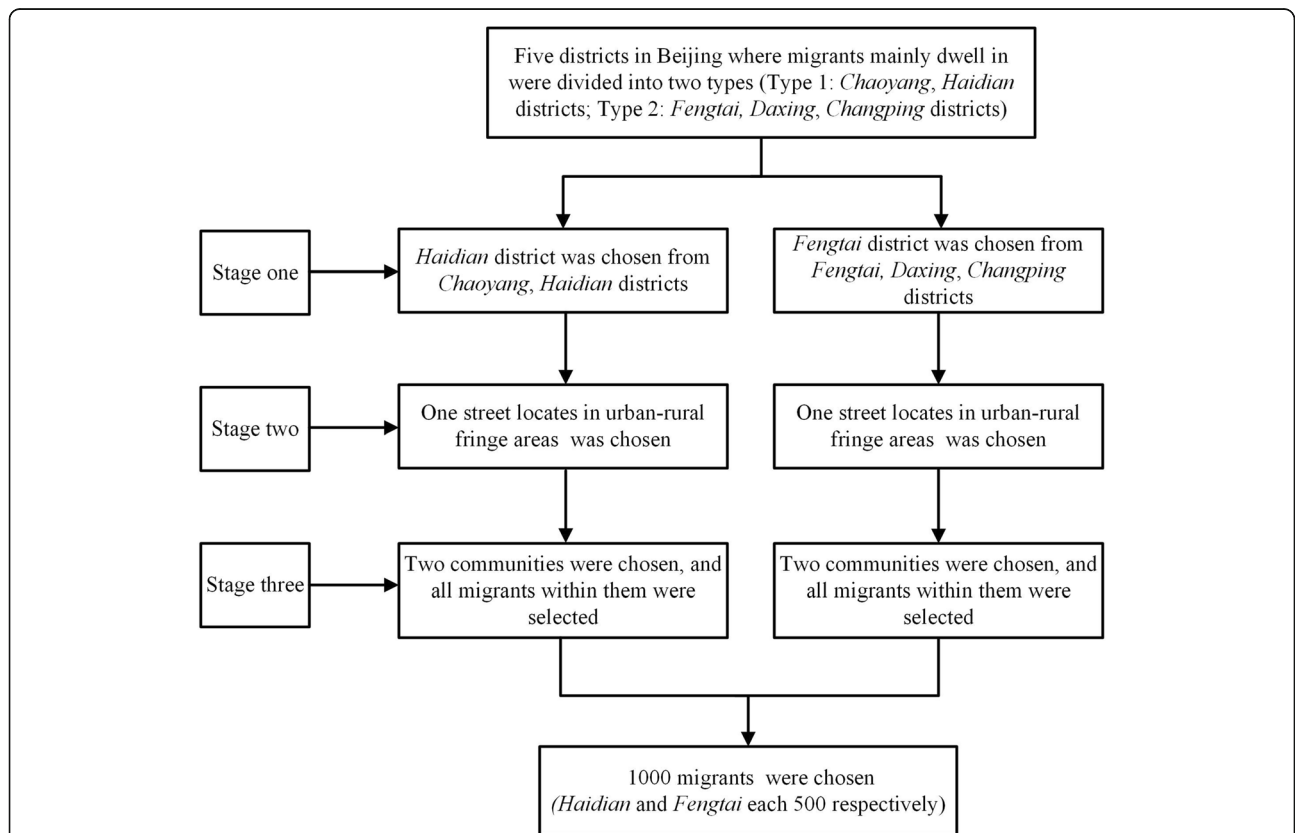 Five districts in Beijing where migrants mainly dwell in
were divided into two types (Type 1: Chaoyang, Haidian
districts; Type 2: Fengtai, Daxing, Changping districts)
Stage one
Haidian district was chosen from
Chaoyang, Haidian districts
Fengtai district was chosen from
Fengtai, Daxing, Changping
districts
Stage two
One street locates in urban-rural
fringe areas was chosen
One street locates in urban-rural
fringe areas was chosen
Stage three
Two communities were chosen, and
all migrants within them were
selected
Two communities were chosen, and
all migrants within them were
selected
1000 migrants were chosen
(Haidian and Fengtai each 500 respectively)